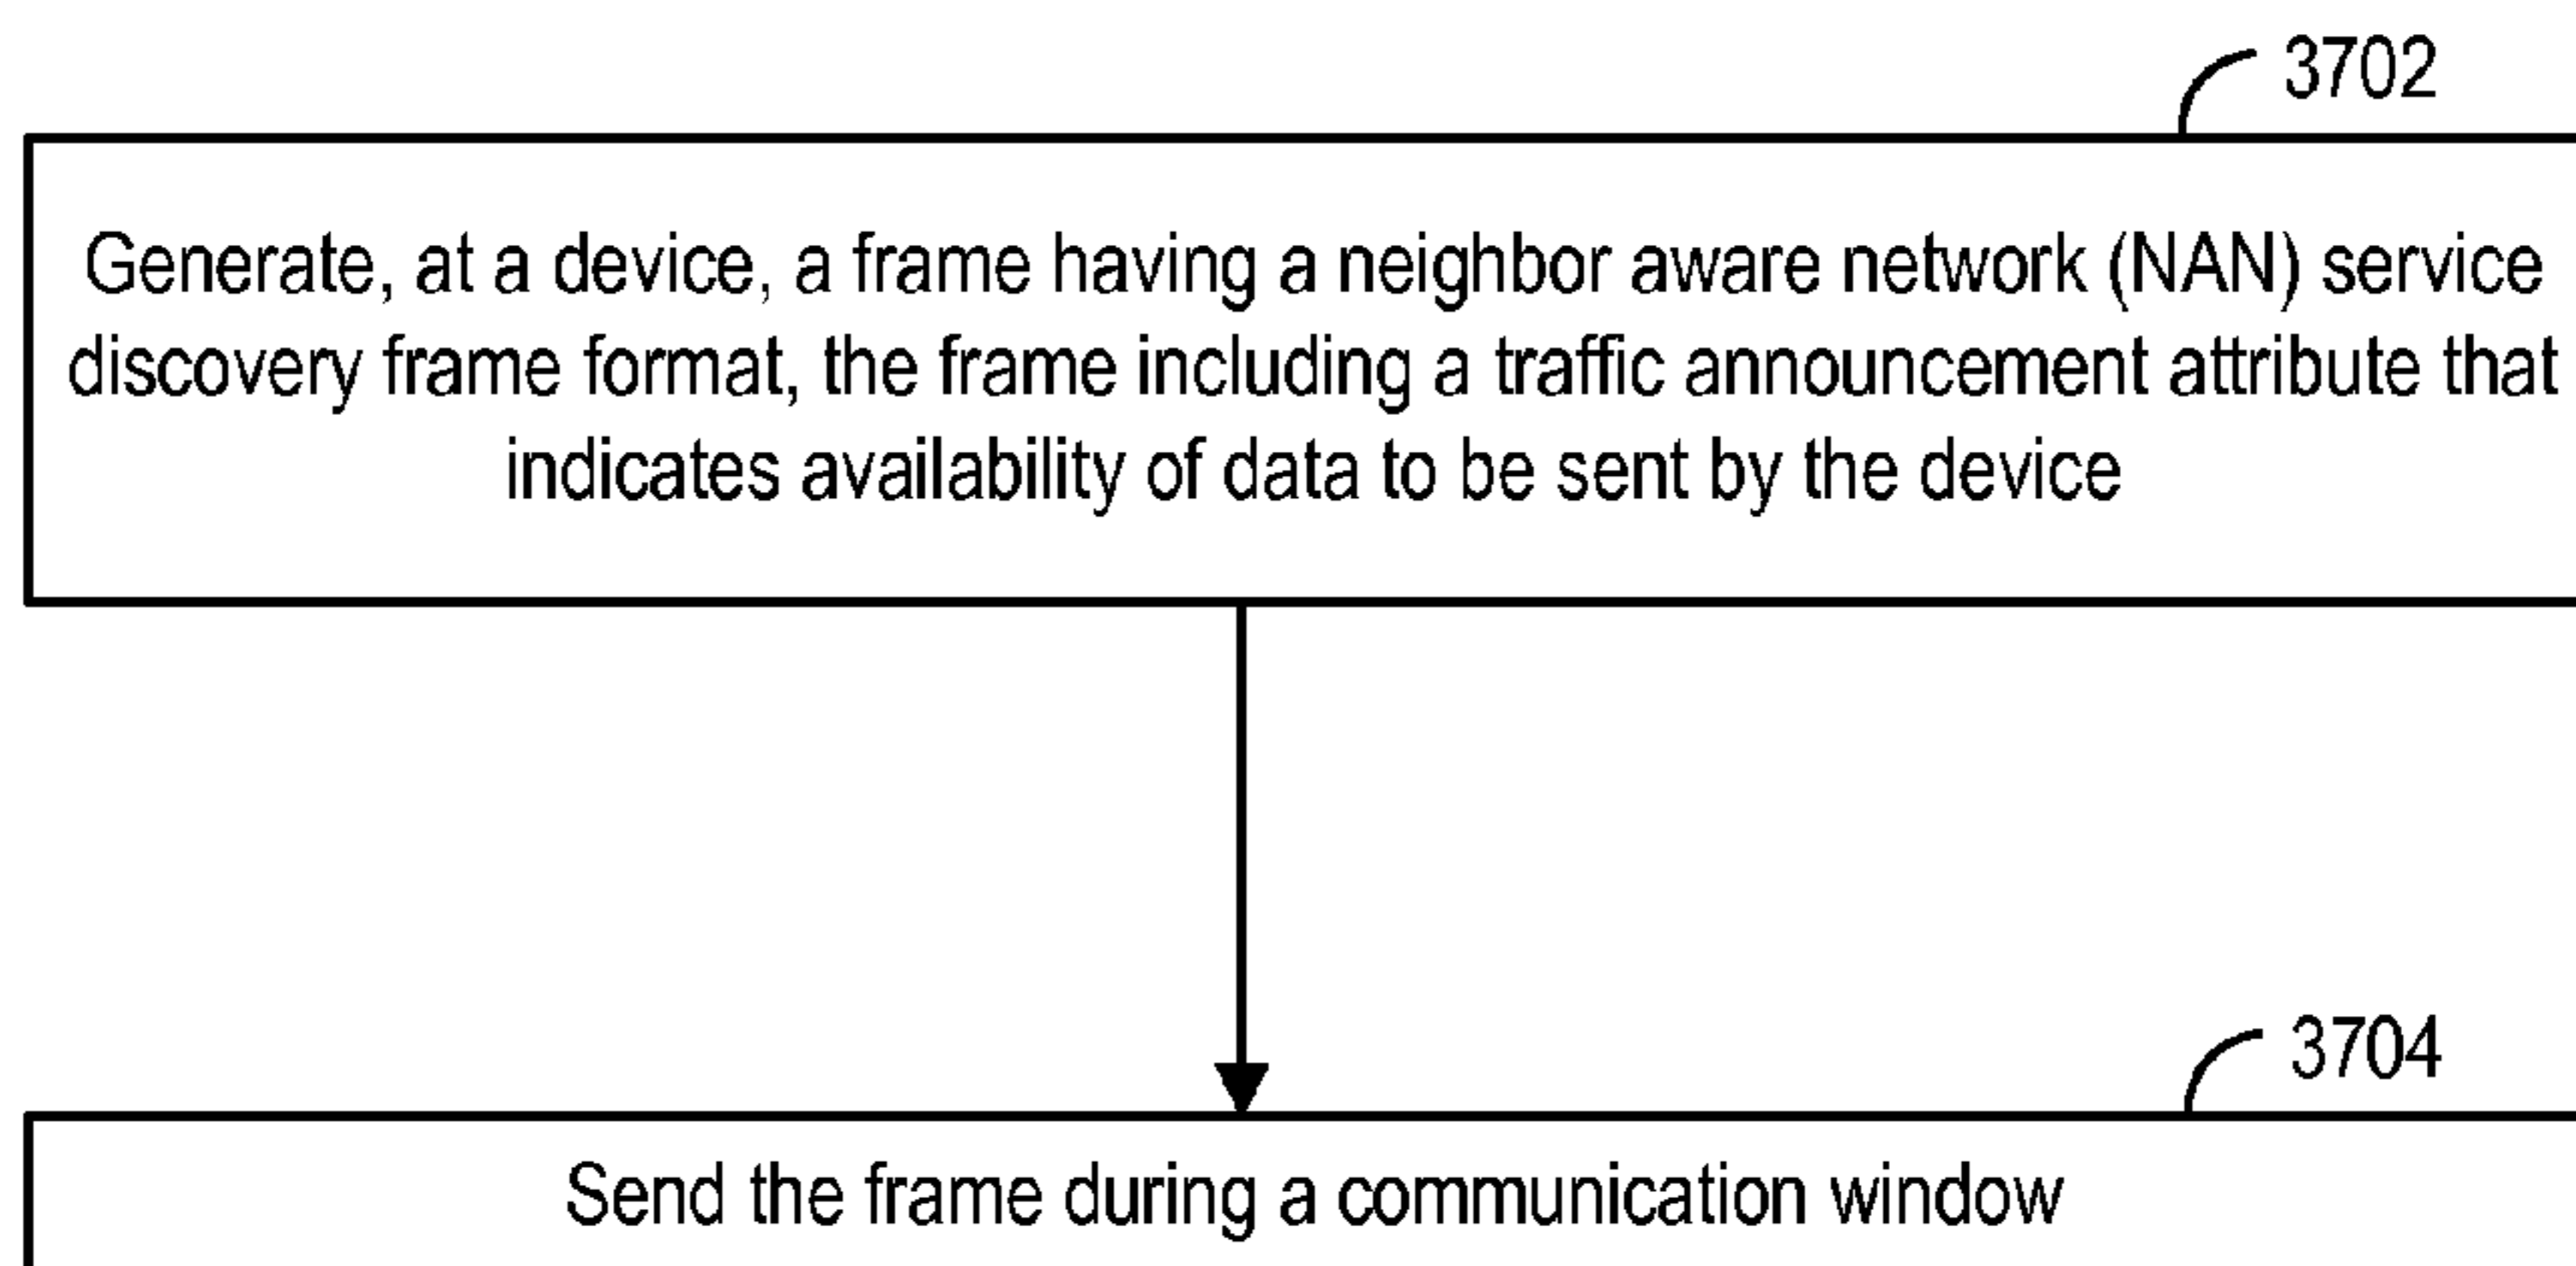 3702
Generate, at a device, a frame having a neighbor aware network (NAN) service
discovery frame format, the frame including a traffic announcement attribute that
indicates availability of data to be sent by the device
3704
Send the frame during a communication window